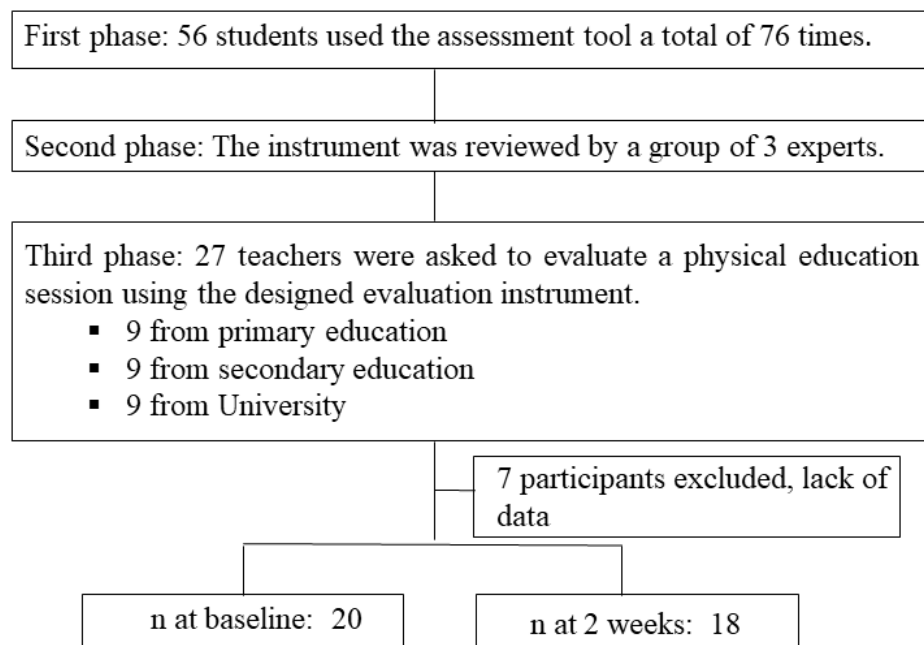 First phase: 56 students used the assessment tool a total of 76 times.
Second phase: The instrument was reviewed by a group of 3 experts.
Third phase: 27 teachers were asked to evaluate a physical education
session using the designed evaluation instrument.
▪ 9 from primary education
▪ 9 from secondary education
▪ 9 from University
7 participants excluded, lack of
data
n at baseline: 20
n at 2 weeks: 18